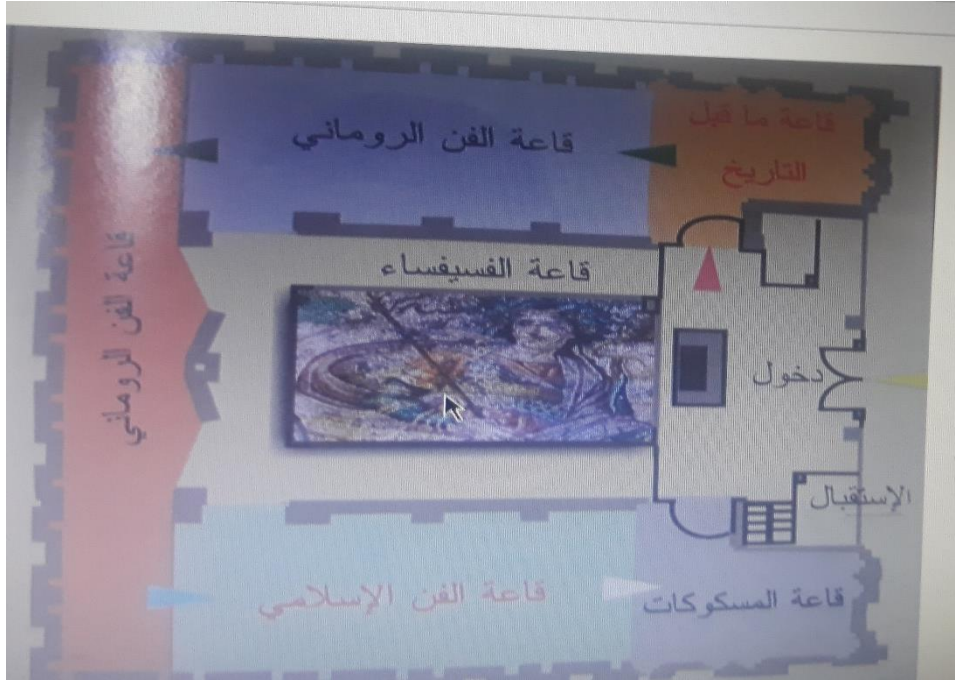 قاعة ما قبل
التاريخ
قاعة الفن الروماني
قاعة الفن الروماني
قاعة الفسيفساء
دخول
الإستقبال
قاعة الفن الإسلامي
قاعة المسكوكات